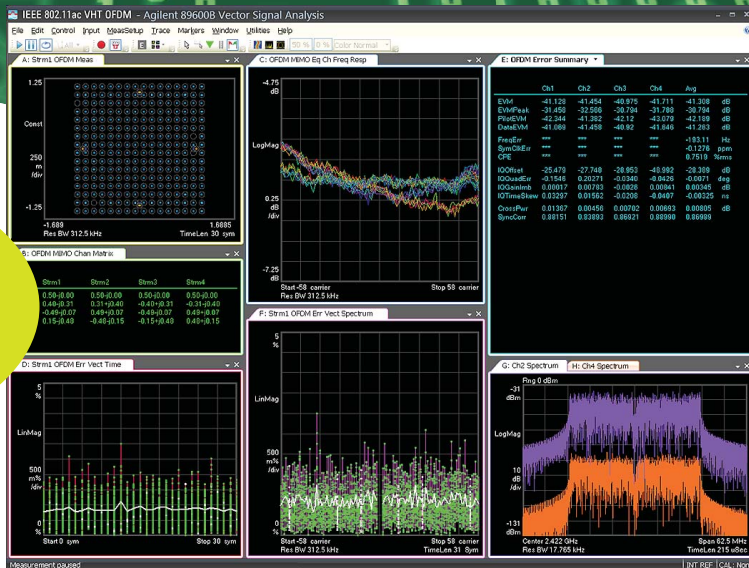 IEEE 802.11ac VHT OFDM - Agilent 89600B Vector Signal Analysis
File Edit Control Input MeasSetup Trace Markers Window Utilities Help
50 % 0 % Color Normal
A: Strm1 OFDM Meas
1.25
Const
250
m
/div
-1.25
-1.689 1.6885
Res BW 312.5 kHz TimeLen 30 sym
B: OFDM MIMO Chan Matrix
Strm1 Strm2 Strm3 Strm4
0.50-j0.00 0.50-j0.00 0.50-j0.00 0.50-j0.00
0.40-j0.31 0.31+j0.40 -0.40+j0.31 -0.31-j0.40
-0.49-j0.07 0.49+j0.07 -0.49-j0.07 0.49+j0.07
0.15-j0.48 -0.48-j0.15 -0.15+j0.48 0.48+j0.15
D: Strm1 OFDM Err Vect Time
5
%
LinMag
500
m%
/div
0
%
Start 0 sym Stop 30 sym
C: OFDM MIMO Eq Ch Freq Resp
-4.75
dB
LogMag
0.25
dB
/div
-7.25
dB
Start-58 carrier Stop 58 carrier
Res BW 312.5 kHz
F: Strm1 OFDM Err Vect Spectrum
5
%
LinMag
500
m%
/div
0
%
Start-58 carrier Stop 58 carrier
Res BW 312.5 kHz TimeLen 31 Sym
E: OFDM Error Summary
Ch1 Ch2 Ch3 Ch4 Avg
EVM -41.128 -41.454 -40.975 -41.711 -41.308 dB
EVMPeak -31.458 -32.586 -30.794 -31.788 -30.794 dB
PilotEVM -42.344 -41.382 -42.12 -43.079 -42.189 dB
DataEVM -41.069 -41.458 -40.92 -41.646 -41.263 dB
FreqErr *** *** *** *** -193.11 Hz
SymClkErr *** *** *** *** -0.1276 ppm
CPE *** *** *** *** 0.7519 %rms
IQOffset -25.479 -27.748 -28.953 -40.992 -28.389 dB
IQQuadErr -0.1546 0.20271 -0.0340 -0.0426 -0.0071 deg
IQGainImb 0.00017 0.00783 -0.0026 0.00841 0.00345 dB
IQTimeSkew 0.03297 0.01562 -0.0208 -0.0407 -0.00325 ns
CrossPwr 0.01367 0.00456 0.00702 0.00693 0.00805 dB
SyncCorr 0.88151 0.83893 0.86921 0.88990 0.86989
G: Ch2 Spectrum H: Ch4 Spectrum
Rng 0 dBm
-31
dBm
LogMag
10
dB
/div
-131
dBm
Center 2.422 GHz Span 62.5 MHz
Res BW 17.765 kHz TimeLen 215 uSec
Measurement paused INT REF CAL: Nor